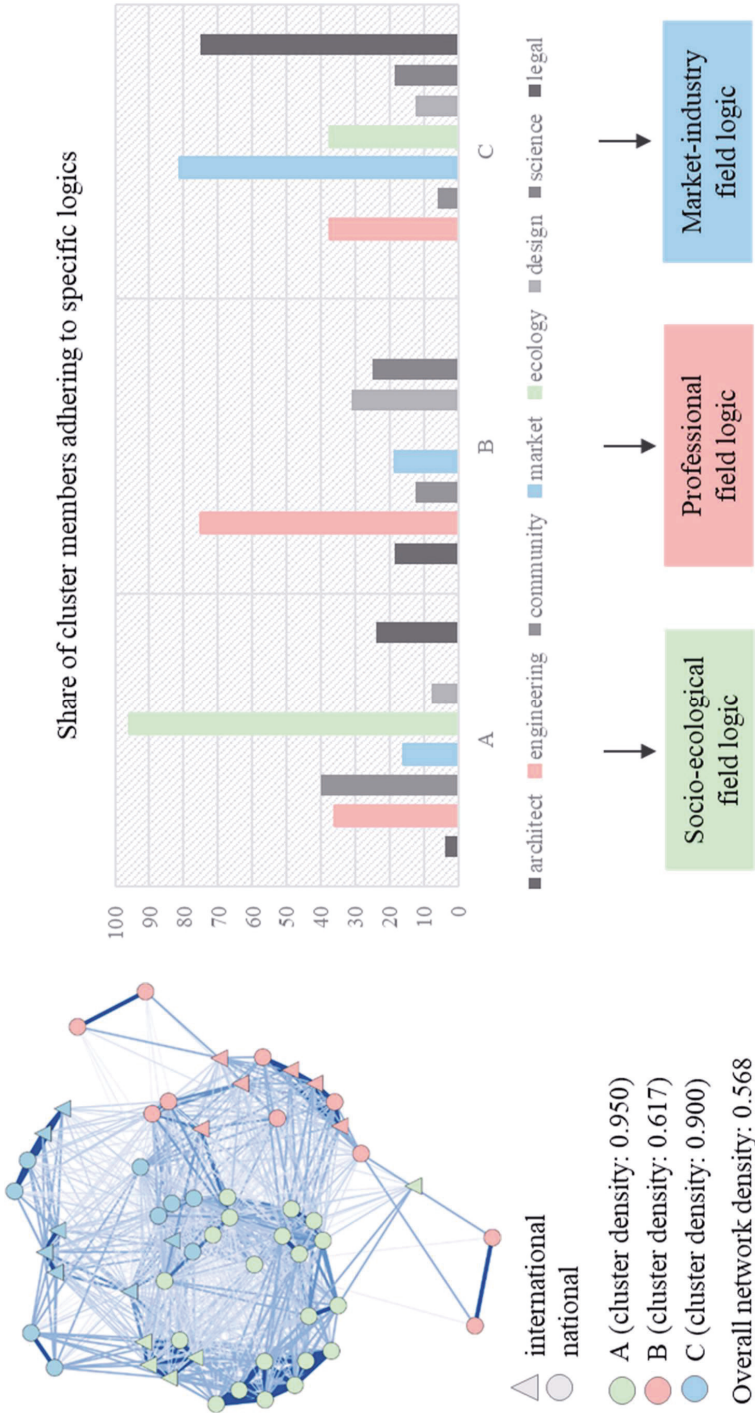 international
national
A (cluster density: 0.950)
B (cluster density: 0.617)
C (cluster density: 0.900)
Overall network density: 0.568
Share of cluster members adhering to specific logics
100
90
80
70
60
50
40
30
20
10
0
A B C
architect engineering community market ecology design science legal
Socio-ecological
field logic
Professional
field logic
Market-industry
field logic